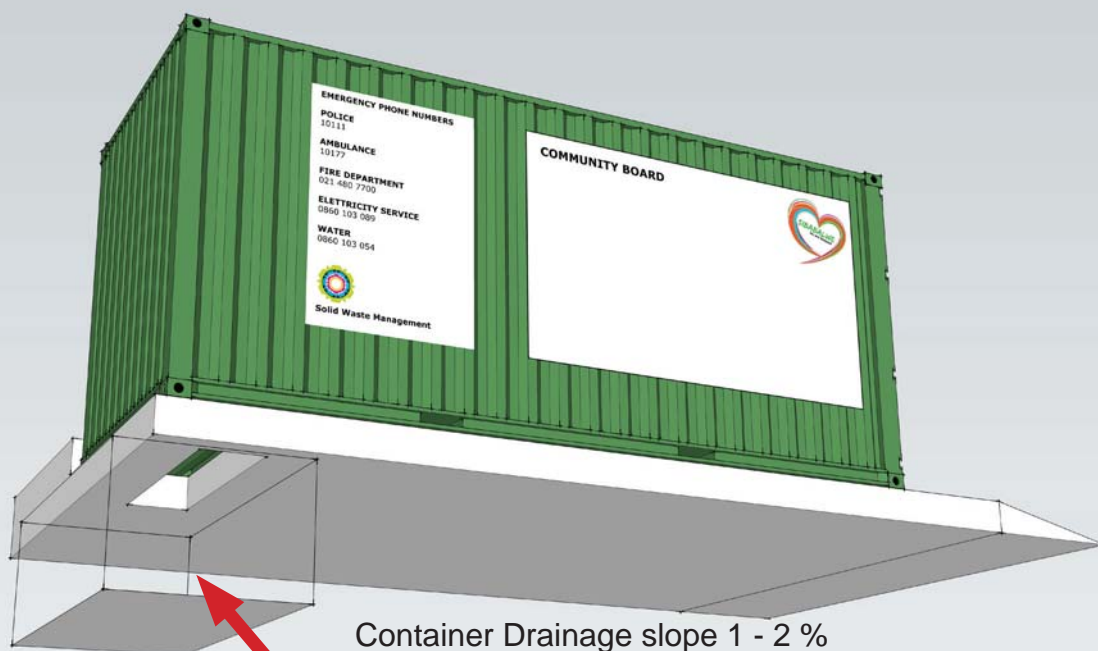 EMERGENCY PHONE NUMBERS
POLICE
10111
AMBULANCE
10177
FIRE DEPARTMENT
021 480 7700
ELETTRICITY SERVICE
0860 103 089
WATER
0860 103 054
Solid Waste Management
COMMUNITY BOARD
Container Drainage slope 1 - 2 %